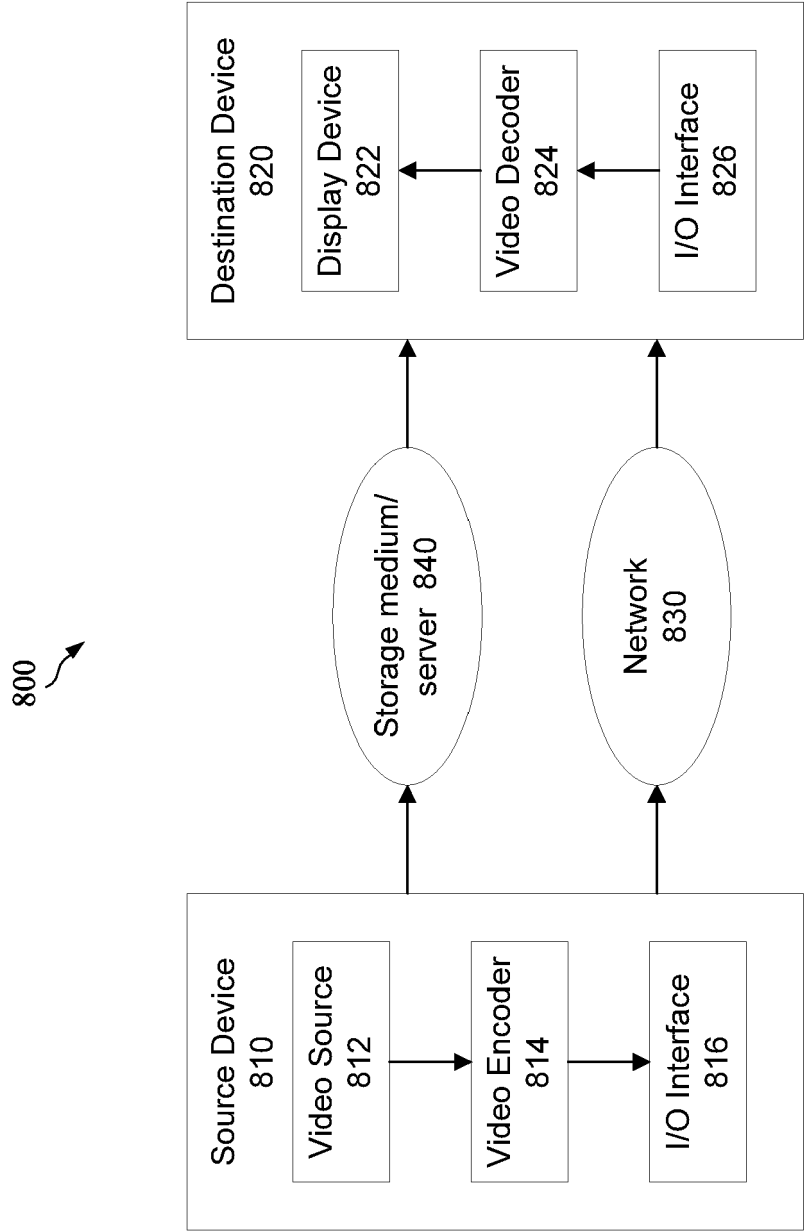 800
Source Device
810
Video Source
812
Video Encoder
814
I/O Interface
816
Storage medium/
server 840
Network
830
Destination Device
820
Display Device
822
Video Decoder
824
I/O Interface
826